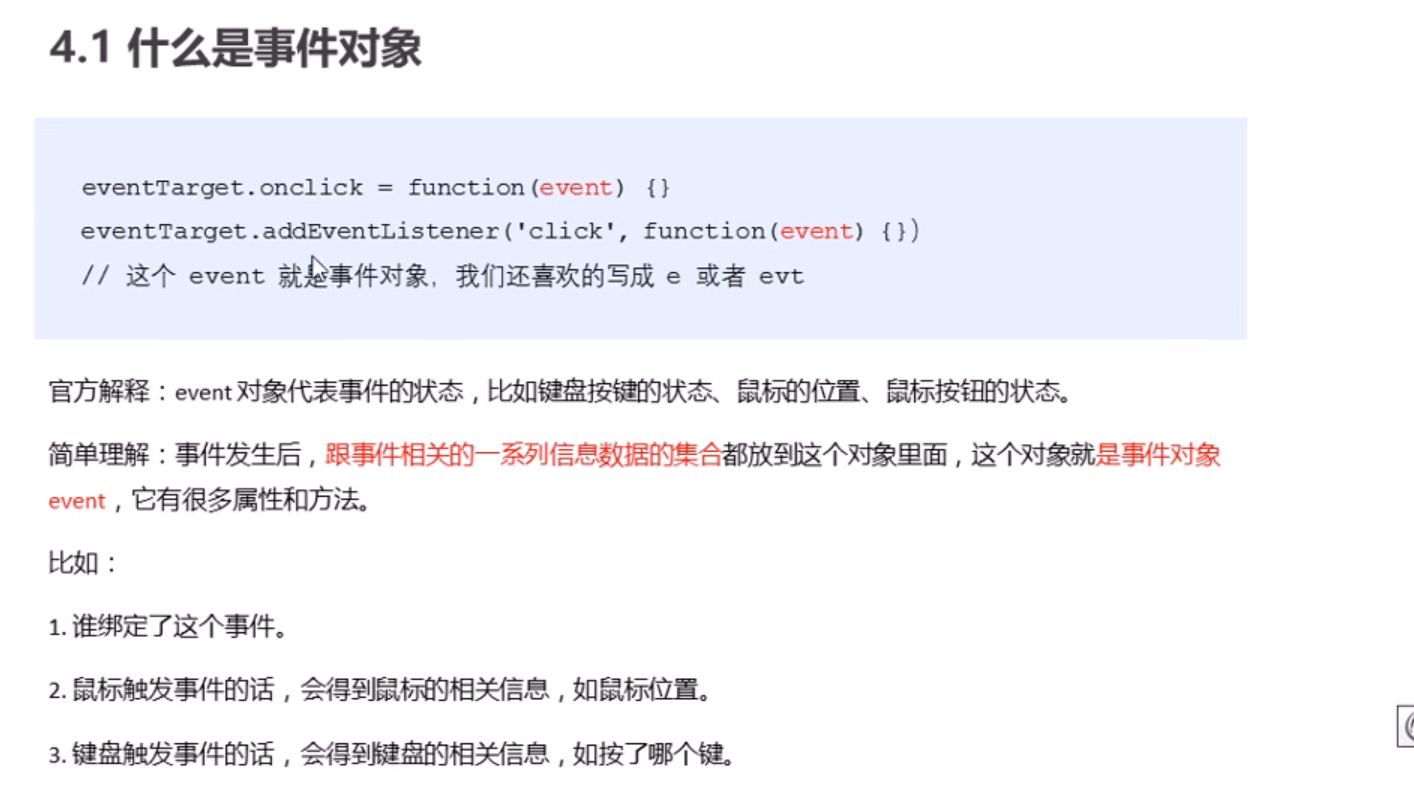 4.1 什么是事件对象
eventTarget.onclick = function(event) {}
eventTarget.addEventListener('click', function(event) {})
// 这个 event 就是事件对象，我们还喜欢的写成 e 或者 evt
官方解释：event 对象代表事件的状态，比如键盘按键的状态、鼠标的位置、鼠标按钮的状态。
简单理解：事件发生后，跟事件相关的一系列信息数据的集合都放到这个对象里面，这个对象就是事件对象
event，它有很多属性和方法。
比如：
1. 谁绑定了这个事件。
2. 鼠标触发事件的话，会得到鼠标的相关信息，如鼠标位置。
3. 键盘触发事件的话，会得到键盘的相关信息，如按了哪个键。